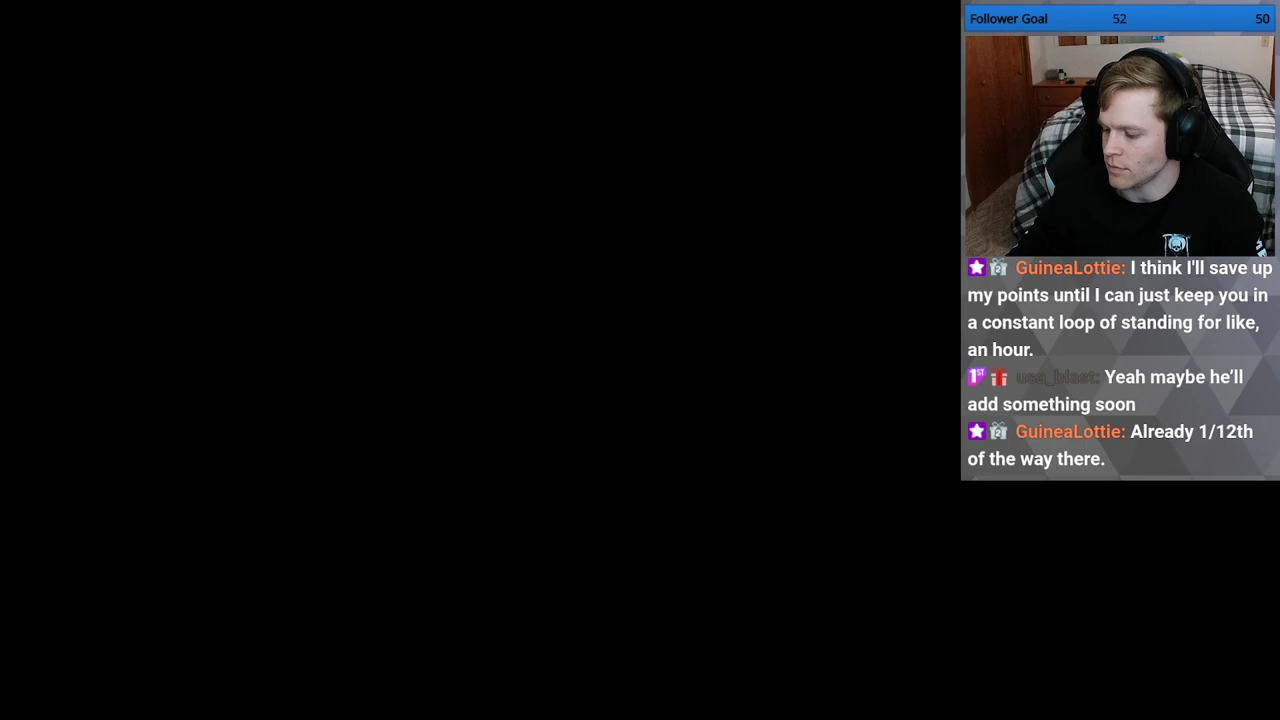 Follower Goal 52 50
GuineaLottie: I think I'll save up
my points until I can just keep you in
a constant loop of standing for like,
an hour.
1ST usa_blast: Yeah maybe he’ll
add something soon
GuineaLottie: Already 1/12th
of the way there.